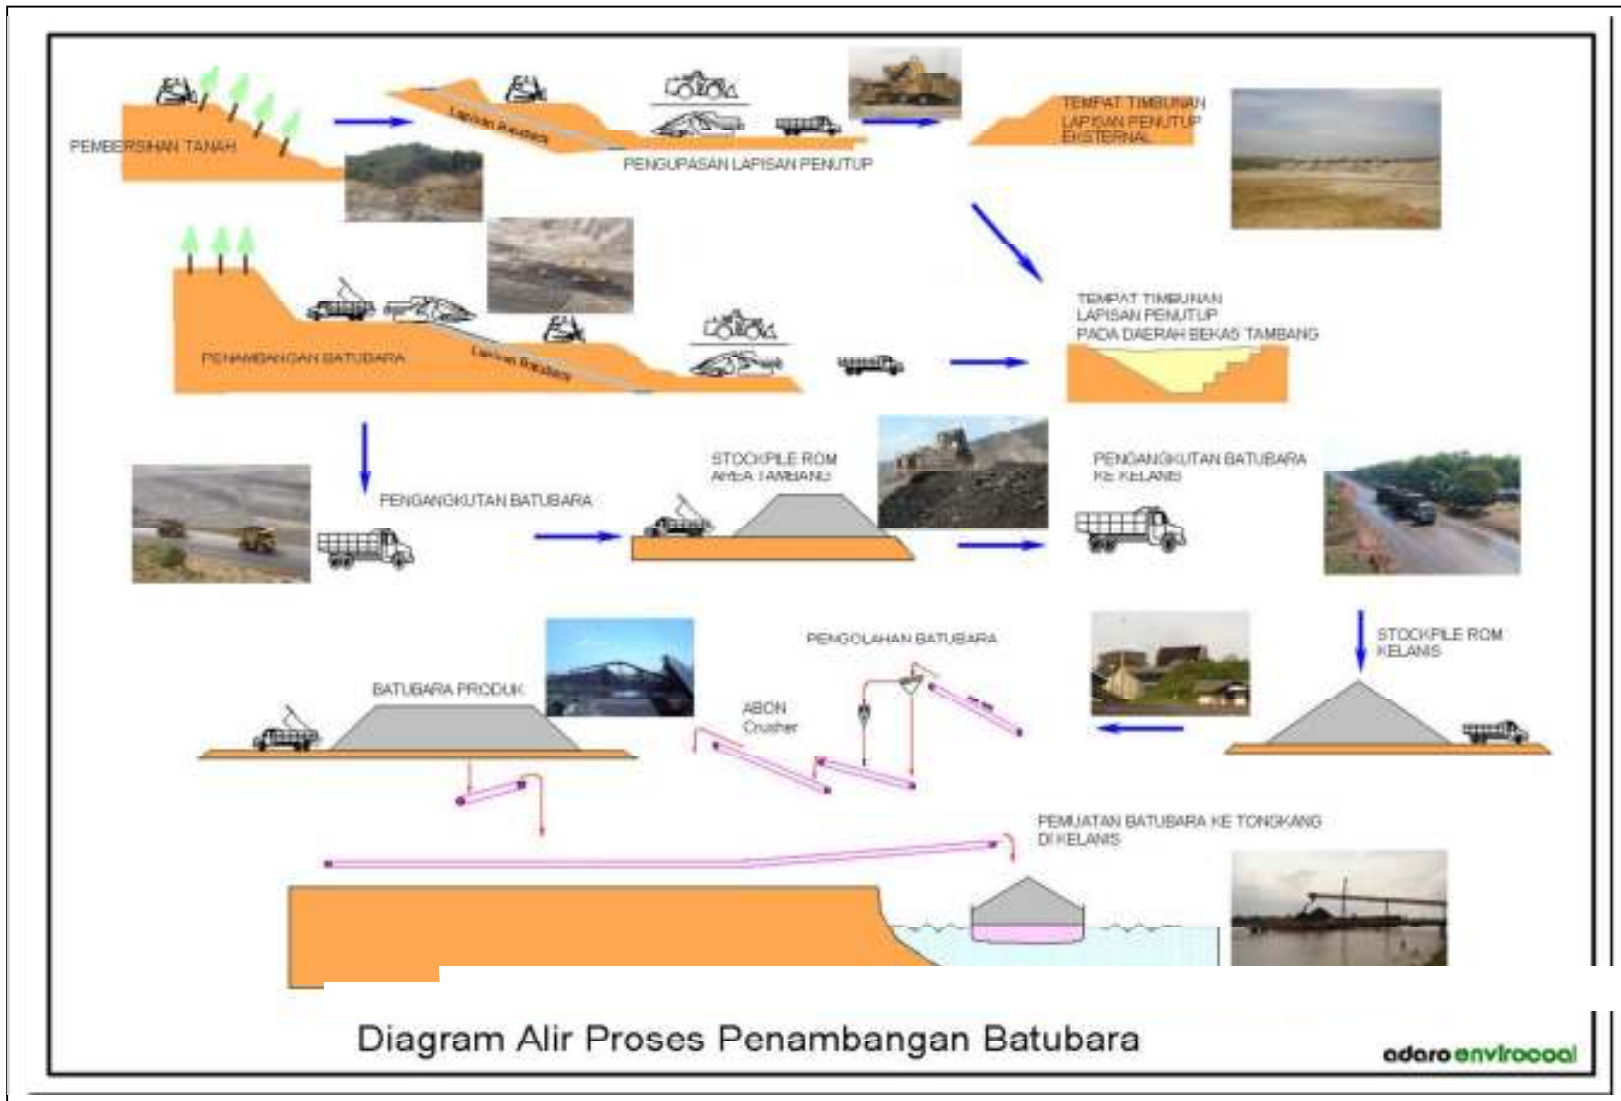 PEMBERSIHAN TANAH
Lapisan Batubara
PENGUPASAN LAPISAN PENUTUP
TEMPAT TIMBUNAN
LAPISAN PENUTUP
EKSTERNAL
PENAMBANGAN BATUBARA
Lapisan Batubara
TEMPAT TIMBUNAN
LAPISAN PENUTUP
PADA DAERAH BEKAS TAMBANG
PENGANGKUTAN BATUBARA
STOCKPILE ROM
AREA TAMBANG
PENGANGKUTAN BATUBARA
KE KELANIS
STOCKPILE ROM
KELANIS
PENGOLAHAN BATUBARA
ABON
Crusher
BATUBARA PRODUK
PEMUATAN BATUBARA KE TONGKANG
DI KELANIS
Diagram Alir Proses Penambangan Batubara
adaro envirocoal